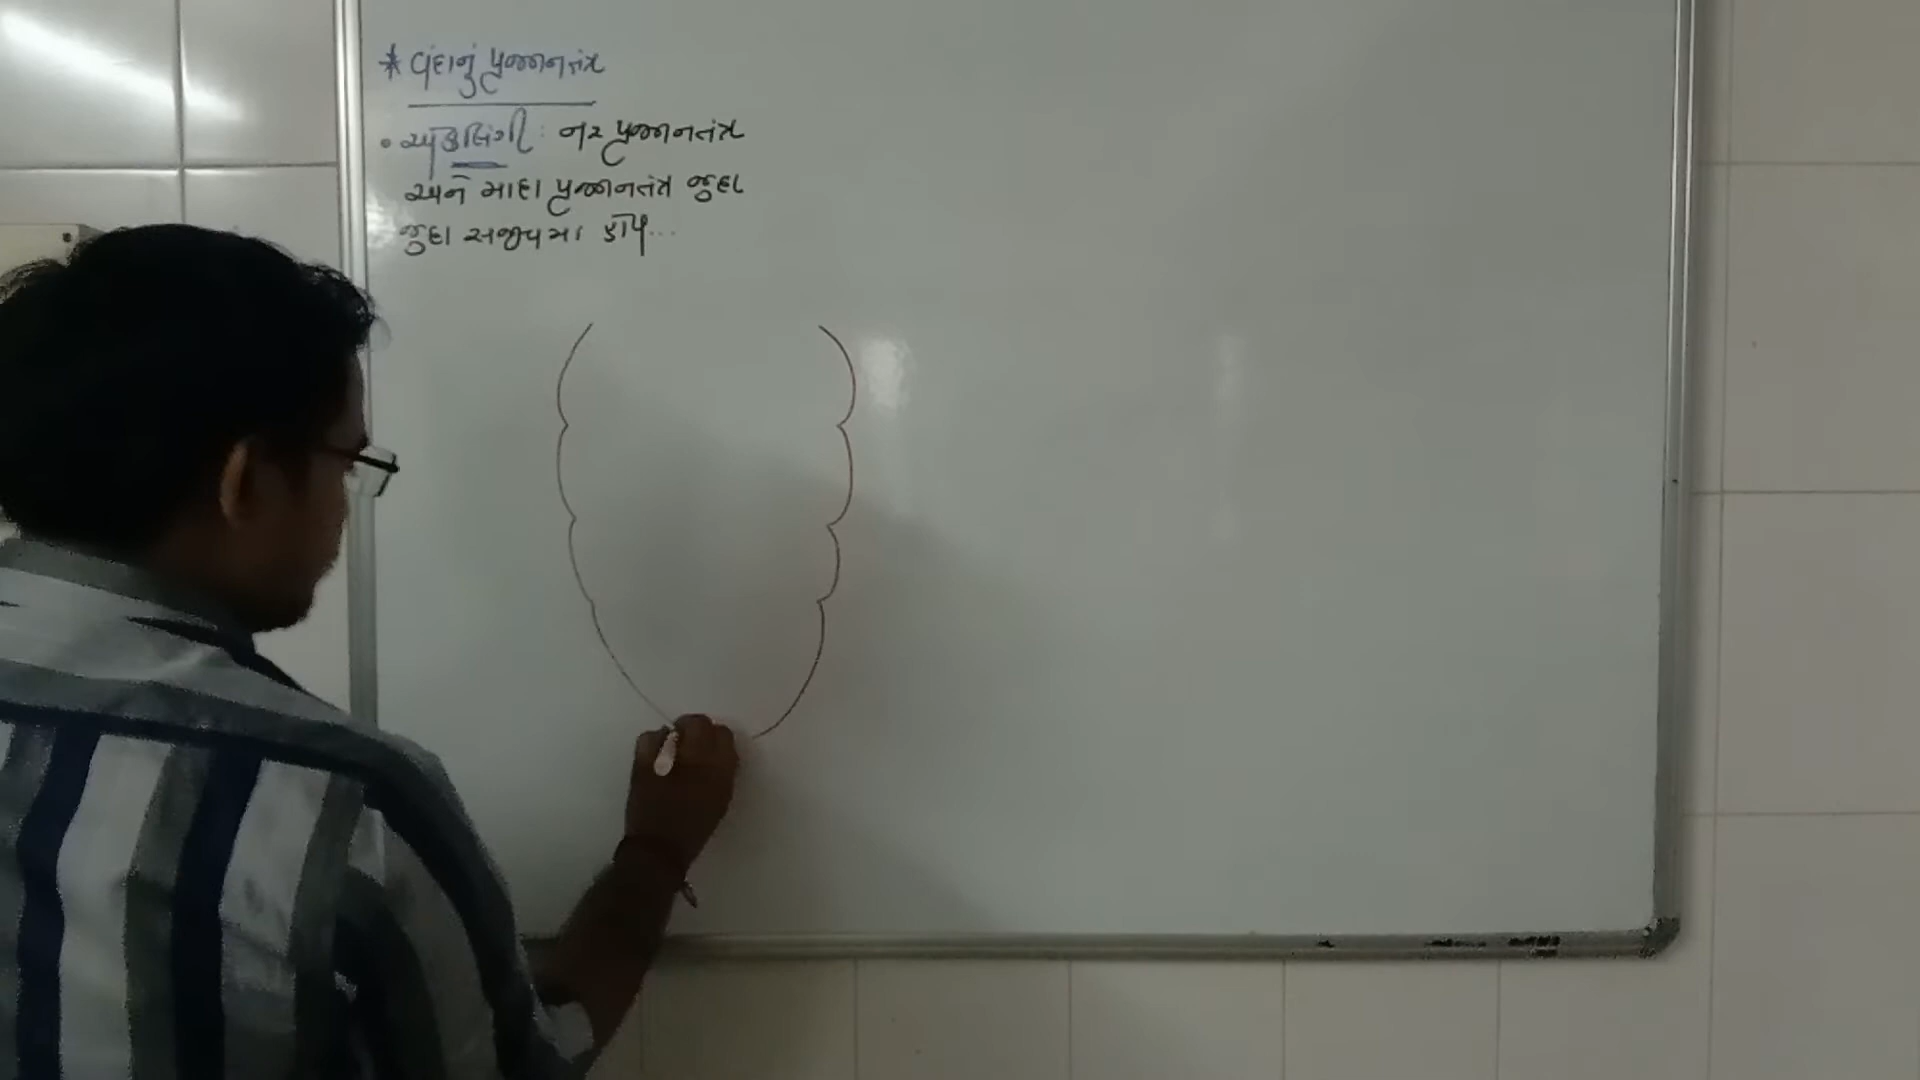 * વંદાનું પ્રજનનતંત્ર
• એકલિંગી : નર પ્રજનનતંત્ર
અને માદા પ્રજનનતંત્ર જુદા
જુદા સજીવમાં હોય...